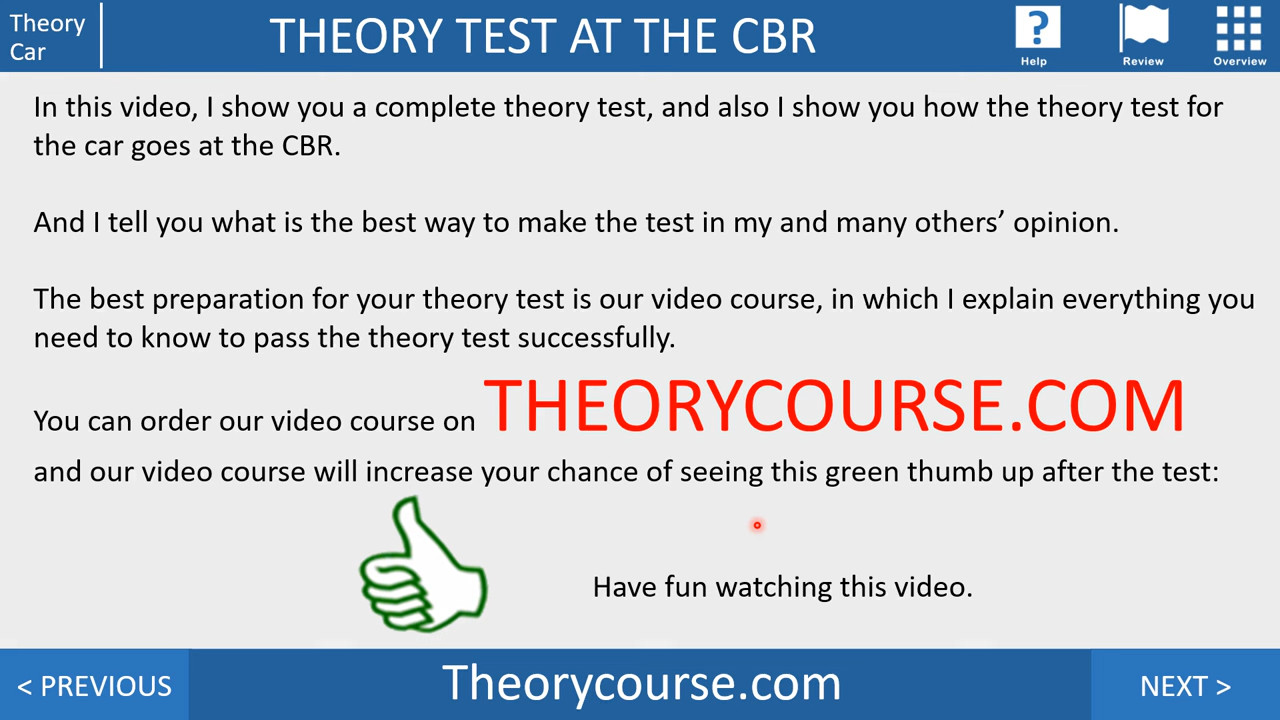 Theory
Car
THEORY TEST AT THE CBR
?
Help
Review
Overview
In this video, I show you a complete theory test, and also I show you how the theory test for
the car goes at the CBR.
And I tell you what is the best way to make the test in my and many others’ opinion.
The best preparation for your theory test is our video course, in which I explain everything you
need to know to pass the theory test successfully.
You can order our video course on THEORYCOURSE.COM
and our video course will increase your chance of seeing this green thumb up after the test:
Have fun watching this video.
< PREVIOUS
Theorycourse.com
NEXT >